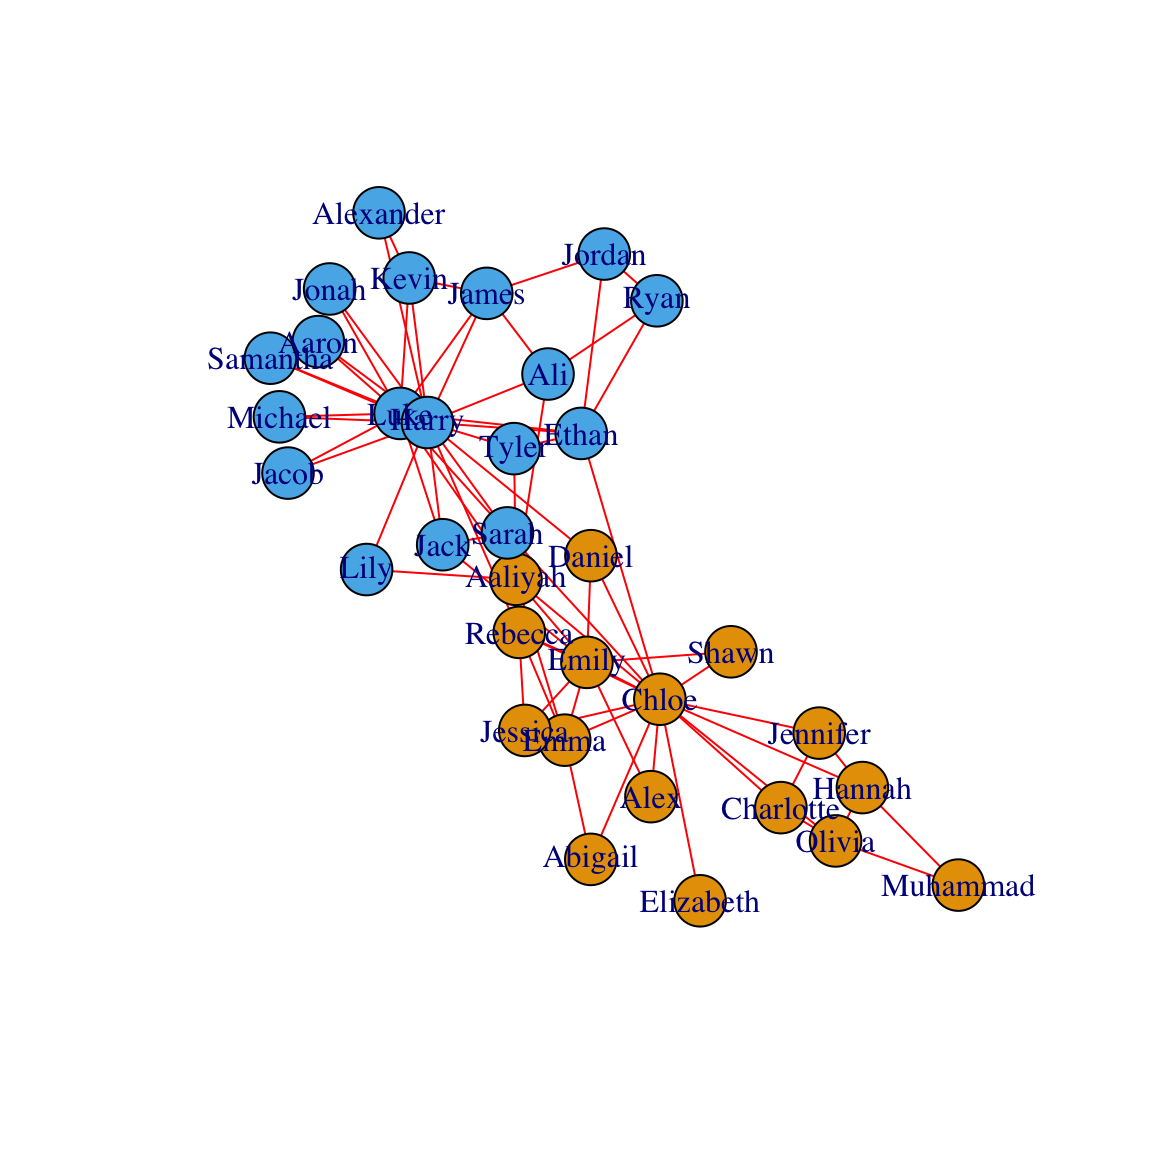 Alexander
Jordan
Kevin
Jonah
James
Ryan
Aaron
Samantha
Ali
Michael
Luke
Harry
Tyler
Ethan
Jacob
Sarah
Jack
Daniel
Lily
Aaliyah
Rebecca
Emily
Shawn
Chloe
Jessica
Emma
Jennifer
Hannah
Alex
Charlotte
Olivia
Abigail
Muhammad
Elizabeth